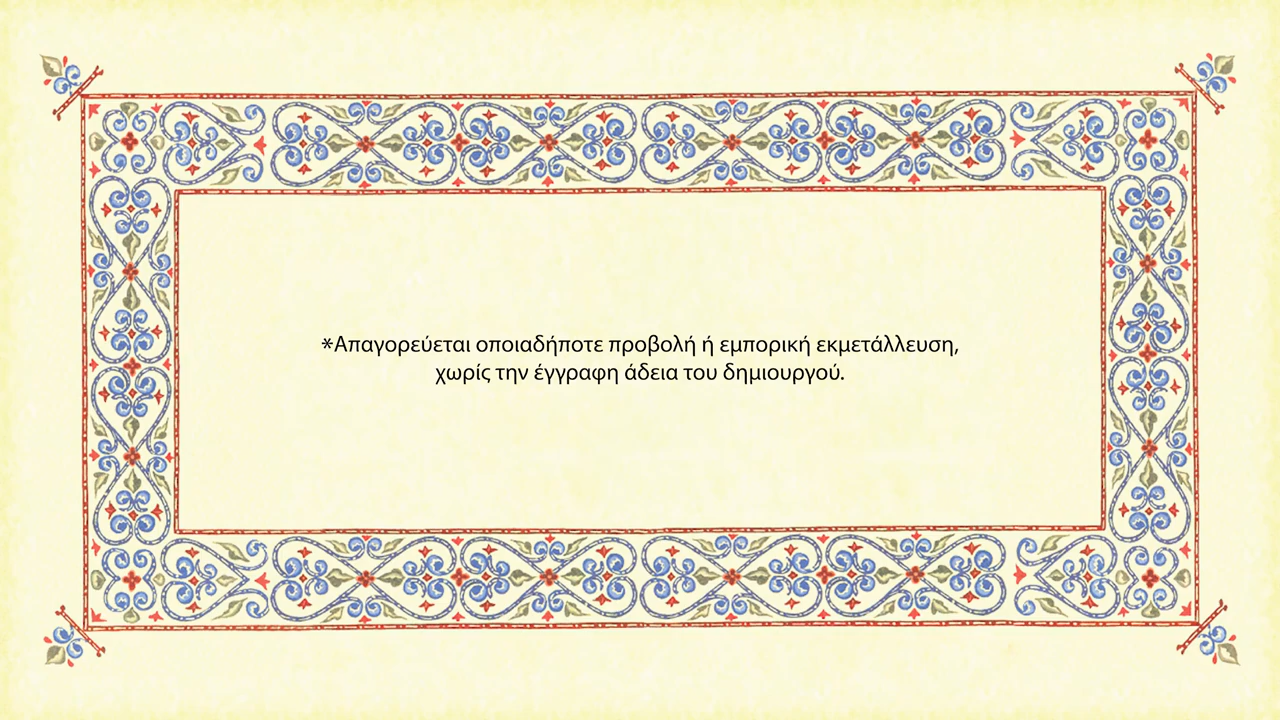 *Απαγορεύεται οποιαδήποτε προβολή ή εμπορική εκμετάλλευση,
χωρίς την έγγραφη άδεια του δημιουργού.